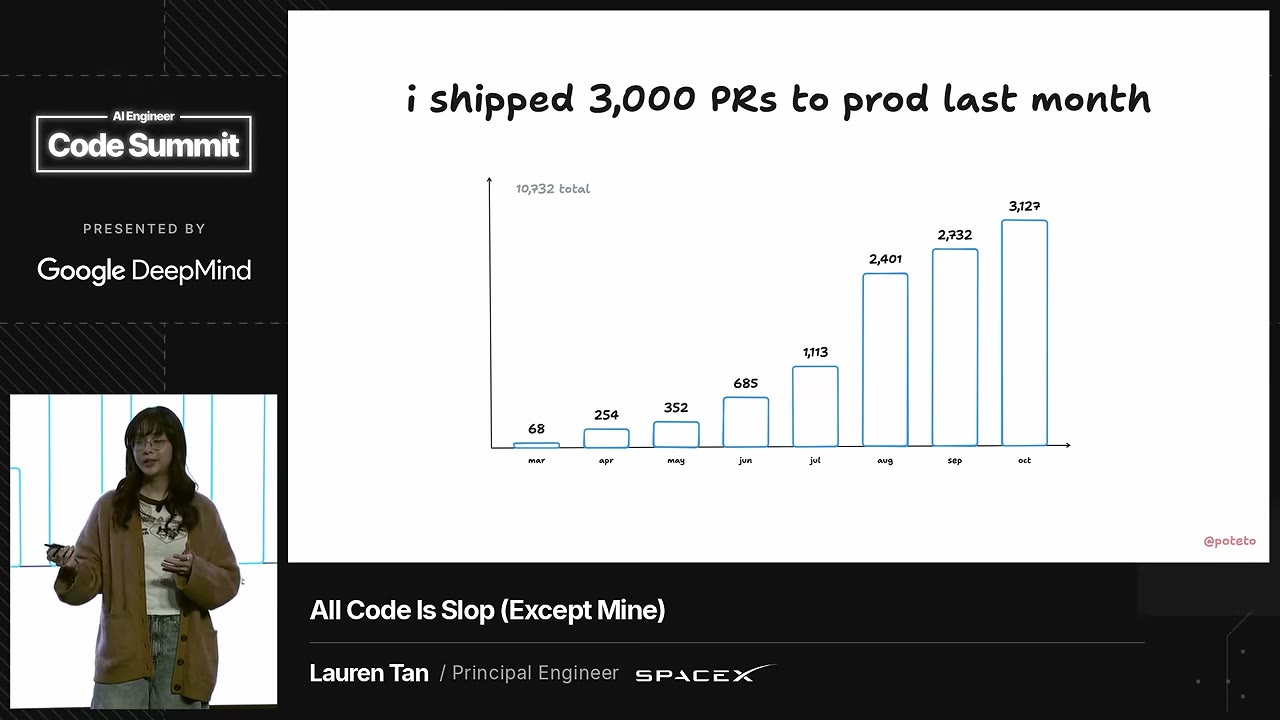 AI Engineer
Code Summit
PRESENTED BY
Google DeepMind
i shipped 3,000 PRs to prod last month
10,732 total
68
254
352
685
1,113
2,401
2,732
3,127
mar
apr
may
jun
jul
aug
sep
oct
@poteto
All Code Is Slop (Except Mine)
Lauren Tan / Principal Engineer SPACEX